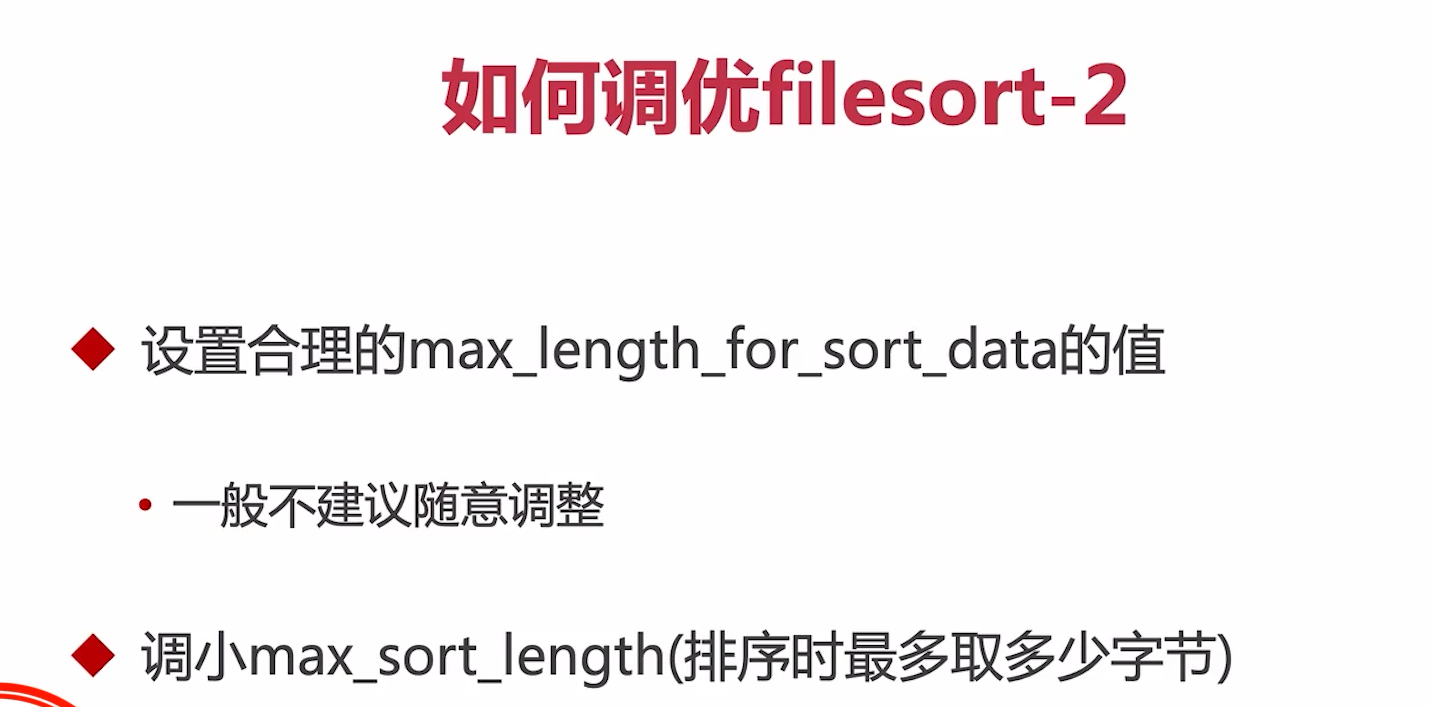 如何调优filesort-2
设置合理的max_length_for_sort_data的值
一般不建议随意调整
调小max_sort_length(排序时最多取多少字节)